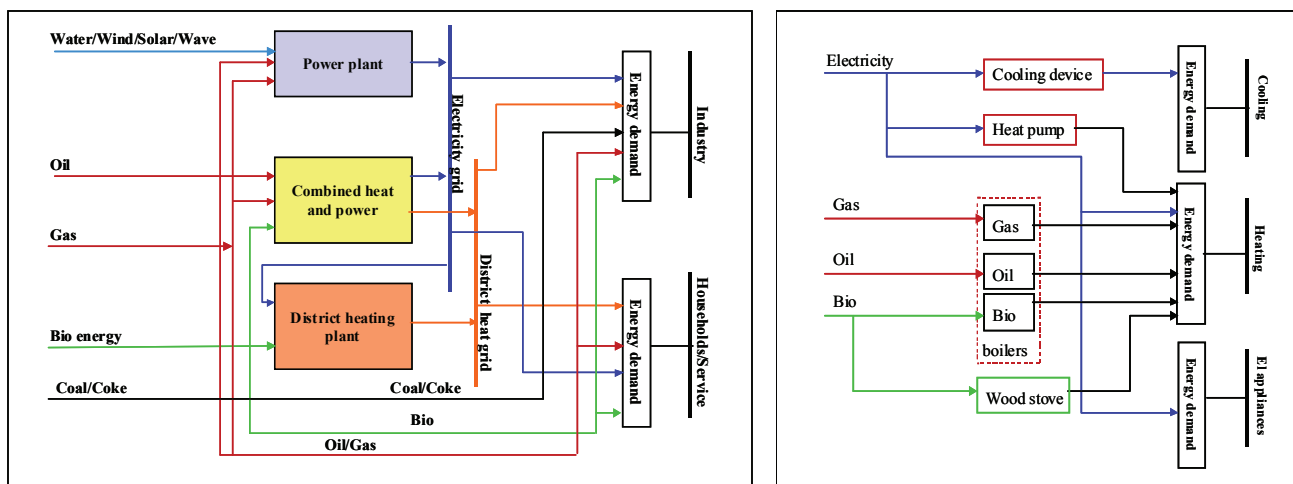 Water/Wind/Solar/Wave
Power plant
Oil
Combined heat
and power
Gas
District heating
plant
Bio energy
Coal/Coke
Coal/Coke
Bio
Oil/Gas
Electricity grid
District heat grid
Energy demand
Industry
Energy demand
Households/Service
Electricity
Cooling device
Heat pump
Gas
Gas
Oil
Oil
Bio
Bio
boilers
Wood stove
Energy demand
Cooling
Energy demand
Heating
Energy demand
El appliances